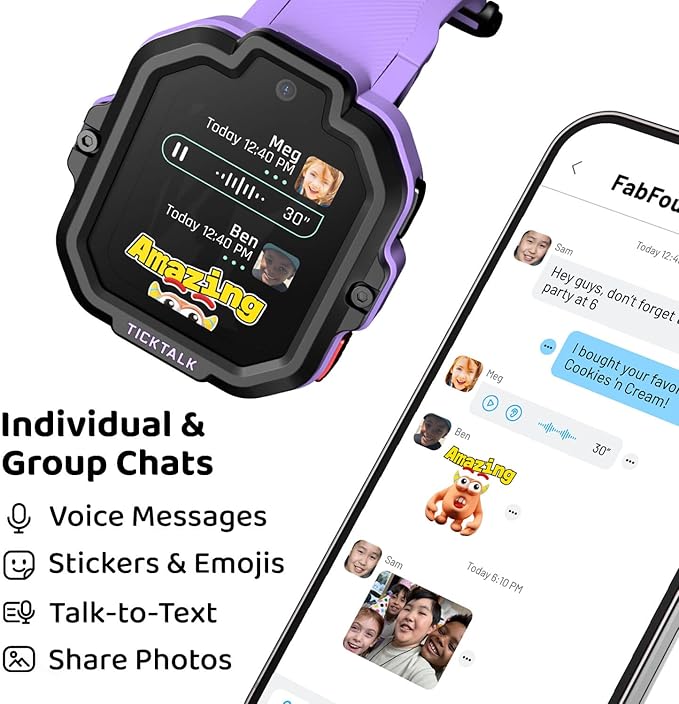 Meg
Today 12:40 PM
30"
Ben
Today 12:40 PM
Amazing
TICKTALK
Individual &
Group Chats
Voice Messages
Stickers & Emojis
Talk-to-Text
Share Photos
FabFou
Sam
Today 12:4
Hey guys, don't forget
party at 6
I bought your favor
Cookies 'n Cream!
Meg
30"
Ben
Amazing
Sam
Today 6:10 PM